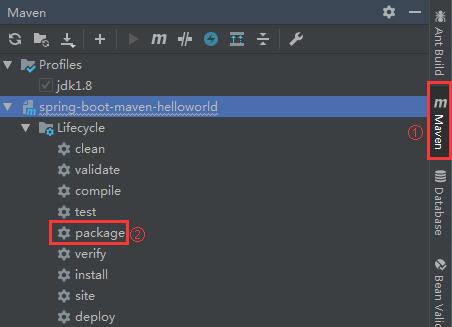 Maven
Profiles
jdk1.8
spring-boot-maven-helloworld
Lifecycle
clean
validate
compile
test
package ②
verify
install
site
deploy
Ant Build
① m Maven
Database
Bean Valid